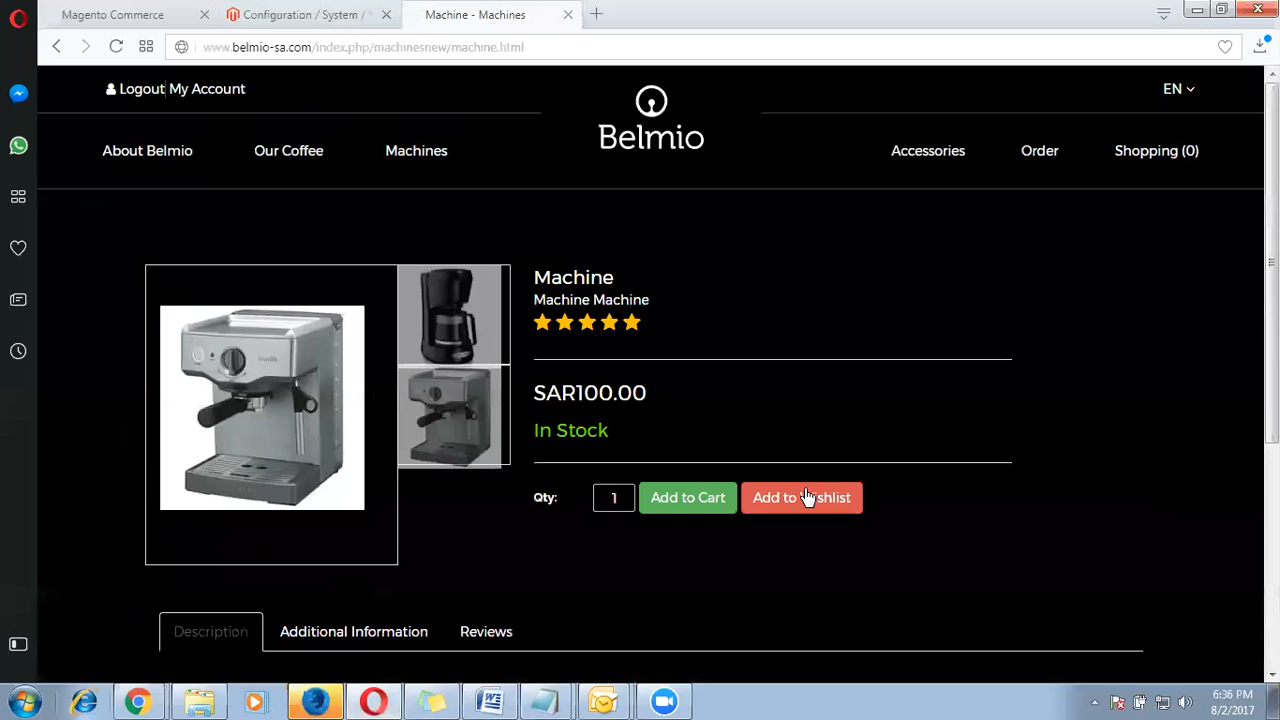 Magento Commerce
Configuration / System /
Machine - Machines
www.belmio-sa.com/index.php/machinesnew/machine.html
Logout My Account
EN
Belmio
About Belmio
Our Coffee
Machines
Accessories
Order
Shopping (0)
Machine
Machine Machine
SAR100.00
In Stock
Qty:
1
Add to Cart
Add to Wishlist
Description
Additional Information
Reviews
6:36 PM
8/2/2017